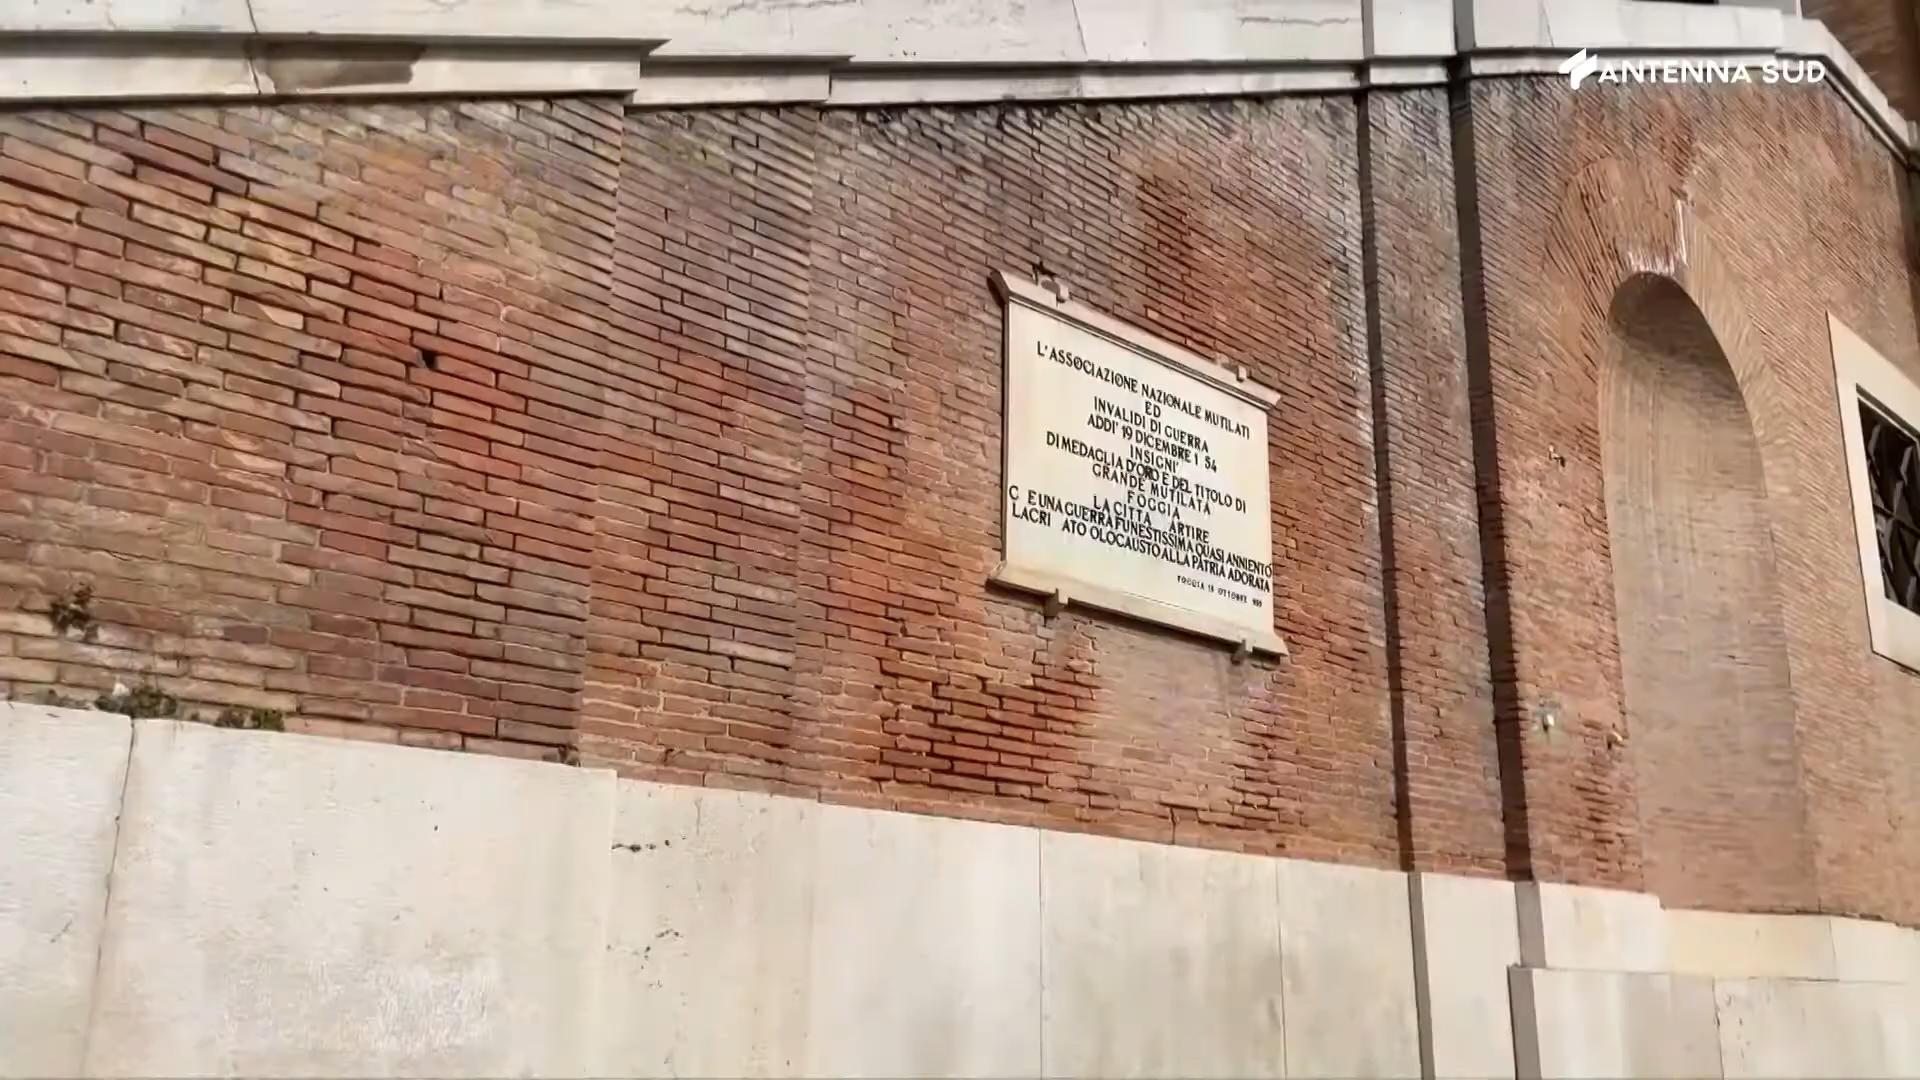 ANTENNA SUD
L'ASSOCIAZIONE NAZIONALE MUTILATI
ED
INVALIDI DI GUERRA
ADDI' 19 DICEMBRE 1 54
INSIGNI'
DI MEDAGLIA D'ORO E DEL TITOLO DI
GRANDE MUTILATA
FOGGIA
LA CITTA ARTIRE
C E UNA GUERRA FUNESTISSIMA QUASI ANNIENTO
LACRI ATO OLOCAUSTO ALLA PATRIA ADORATA
FOGGIA OTTOBRE